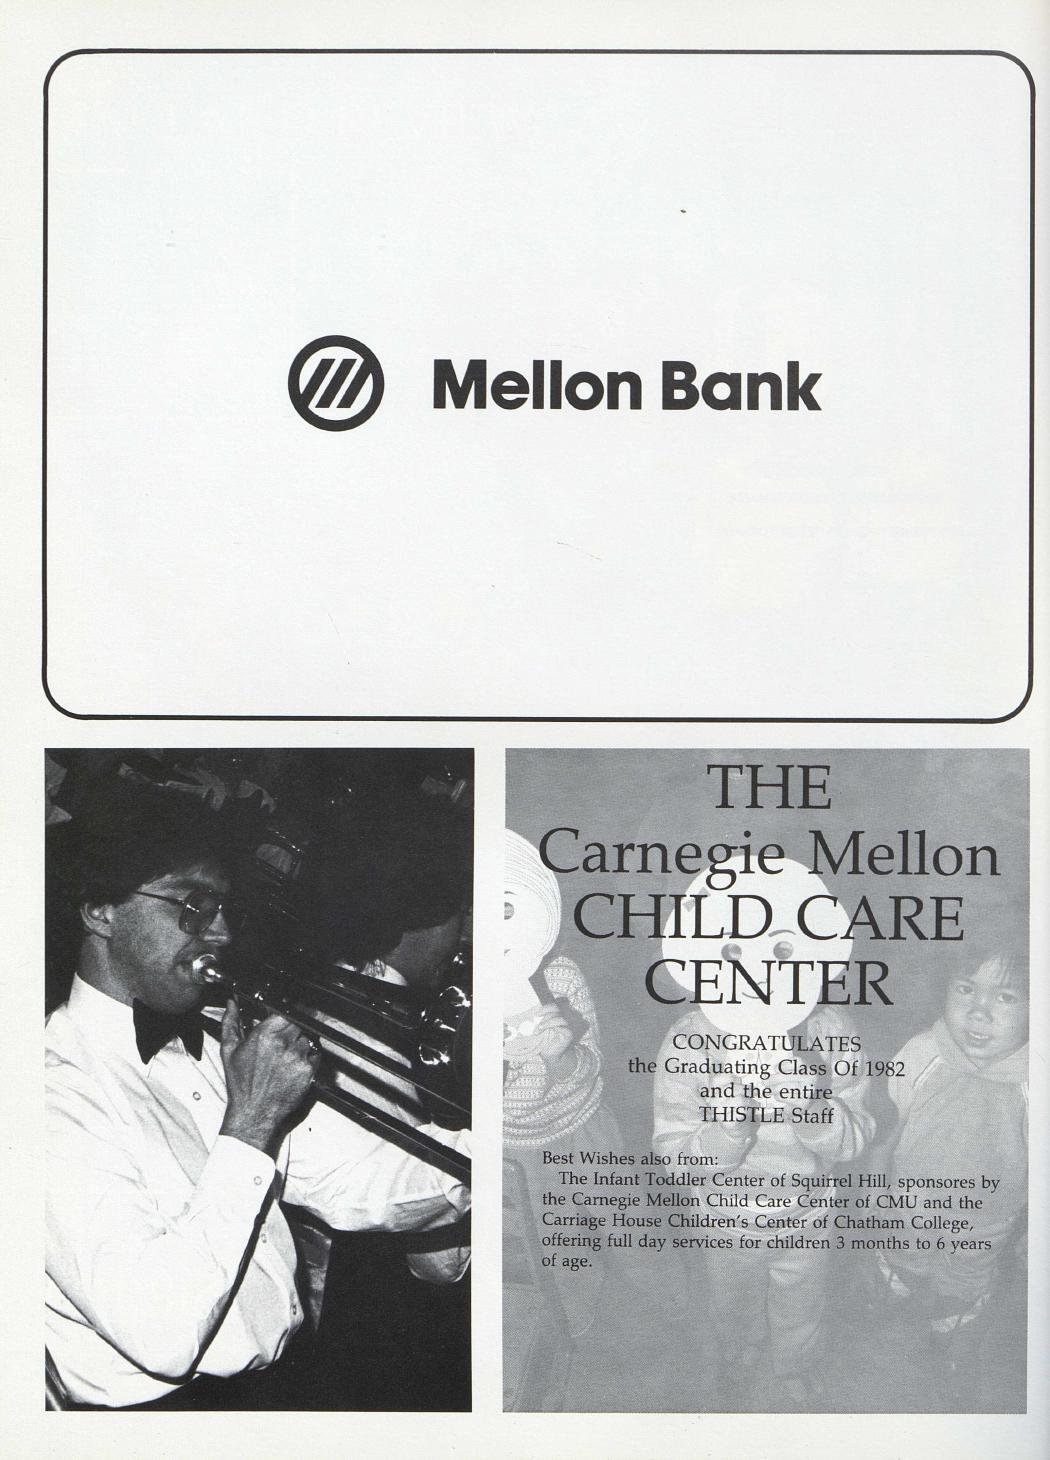 Mellon Bank
THE
Carnegie Mellon
CHILD CARE
CENTER
CONGRATULATES
the Graduating Class Of 1982
and the entire
THISTLE Staff
Best Wishes also from:
The Infant Toddler Center of Squirrel Hill, sponsores by
the Carnegie Mellon Child Care Center of CMU and the
Carriage House Children's Center of Chatham College,
offering full day services for children 3 months to 6 years
of age.